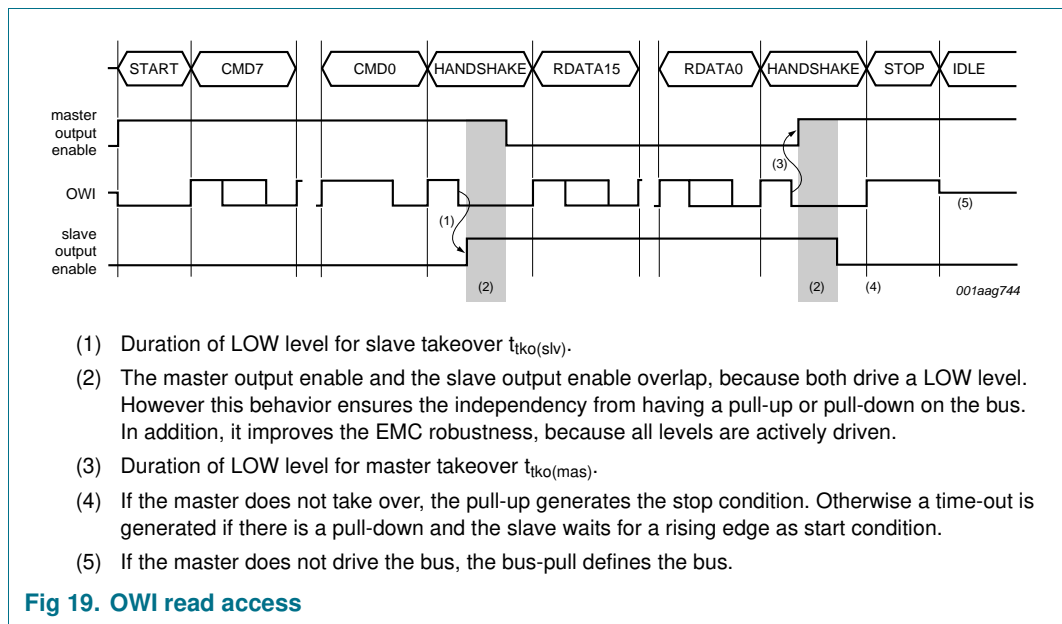 START CMD7 CMD0 HANDSHAKE RDATA15 RDATA0 HANDSHAKE STOP IDLE
master
output
enable
(3)
OWI
(1)
(5)
slave
output
enable
(2) (2) (4)
001aag744
(1) Duration of LOW level for slave takeover ttko(slv).
(2) The master output enable and the slave output enable overlap, because both drive a LOW level.
However this behavior ensures the independency from having a pull-up or pull-down on the bus.
In addition, it improves the EMC robustness, because all levels are actively driven.
(3) Duration of LOW level for master takeover ttko(mas).
(4) If the master does not take over, the pull-up generates the stop condition. Otherwise a time-out is
generated if there is a pull-down and the slave waits for a rising edge as start condition.
(5) If the master does not drive the bus, the bus-pull defines the bus.
Fig 19. OWI read access